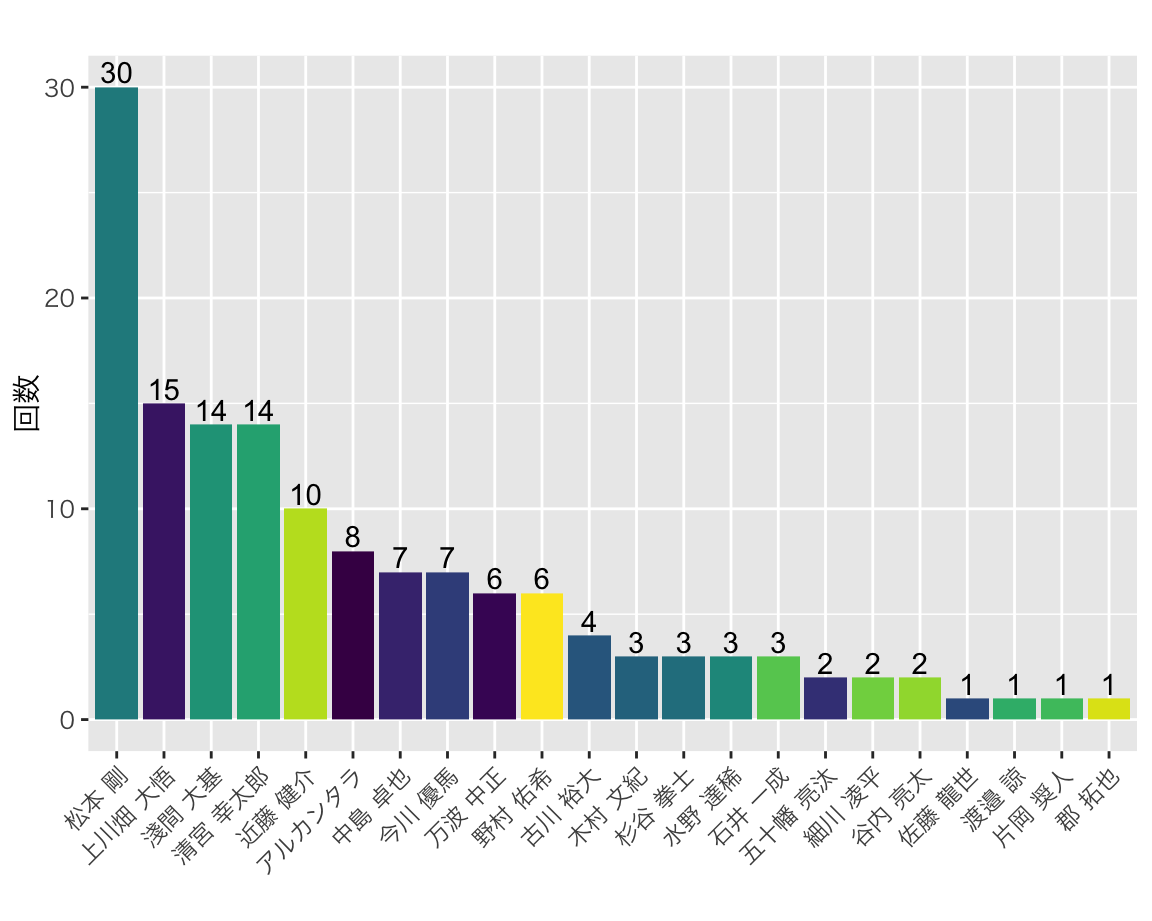 回数
30
20
10
0
30
15
14
14
10
8
7
7
6
6
4
3
3
3
3
2
2
2
1
1
1
1
松本 剛
上川畑 大悟
淺間 大基
清宮 幸太郎
近藤 健介
アルカンタラ
中島 卓也
今川 優馬
万波 中正
野村 佑希
古川 裕大
木村 文紀
杉谷 拳士
水野 達稀
石井 一成
五十幡 亮汰
細川 凌平
谷内 亮太
佐藤 龍世
渡邉 諒
片岡 奨人
郡 拓也